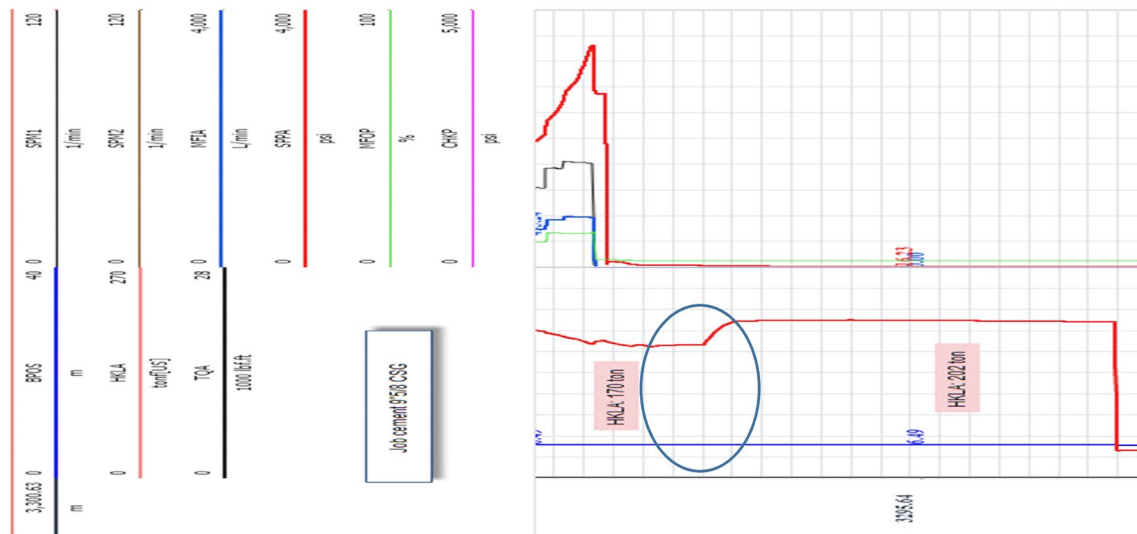 SPM1
0
120
1/min
SPM2
0
120
1/min
MFIA
0
4,000
L/min
SPPA
0
4,000
psi
MFOP
0
100
%
CHKP
0
5,000
psi
3,300.63
m
BPOS
0
40
m
HKLA
0
270
tonf[US]
TQA
0
28
1000 lbf.ft
Job cement 9"5/8 CSG
HKLA: 170 ton
HKLA: 202 ton
6.49
3295.64